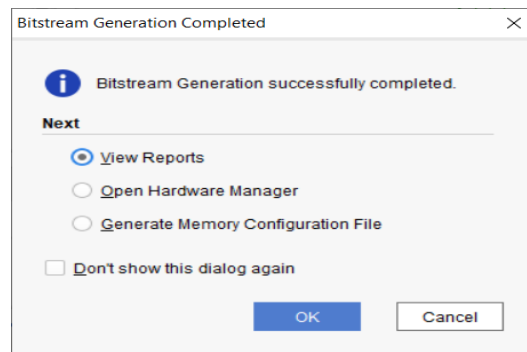 Bitstream Generation Completed
Bitstream Generation successfully completed.
Next
View Reports
Open Hardware Manager
Generate Memory Configuration File
Don't show this dialog again
OK
Cancel